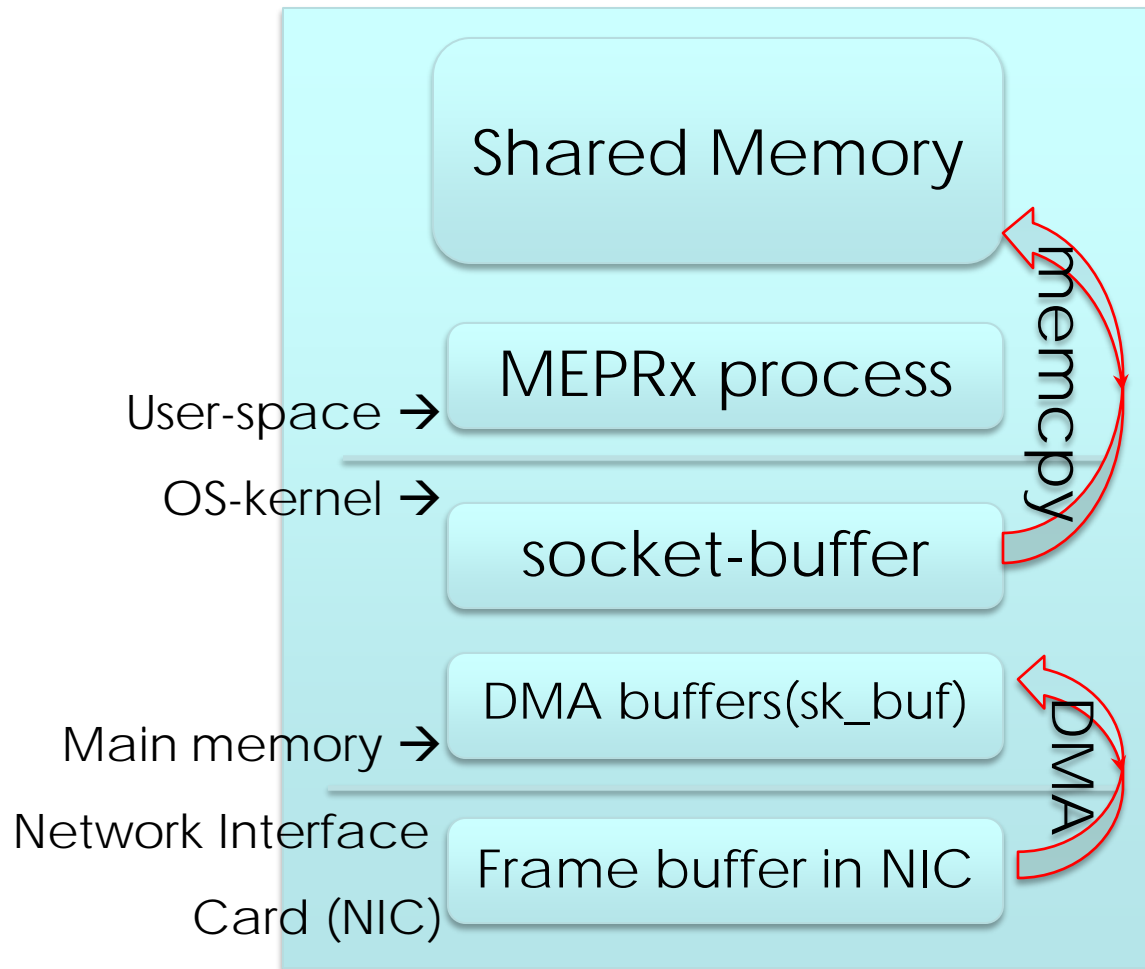 Shared Memory
memcpy
MEPRx process
User-space →
OS-kernel →
socket-buffer
DMA buffers(sk_buf)
DMA
Main memory →
Network Interface
Card (NIC)
Frame buffer in NIC